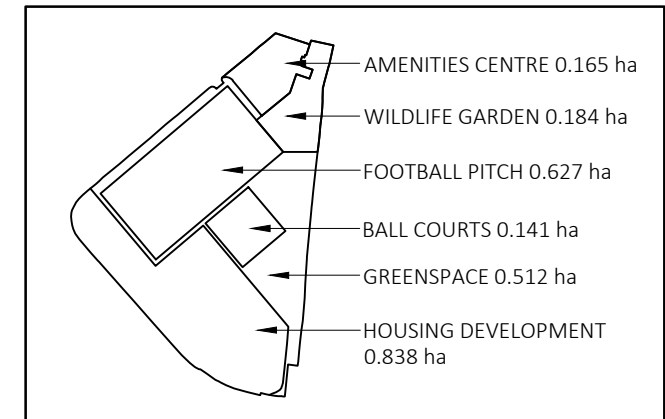 AMENITIES CENTRE 0.165 ha
WILDLIFE GARDEN 0.184 ha
FOOTBALL PITCH 0.627 ha
BALL COURTS 0.141 ha
GREENSPACE 0.512 ha
HOUSING DEVELOPMENT
0.838 ha